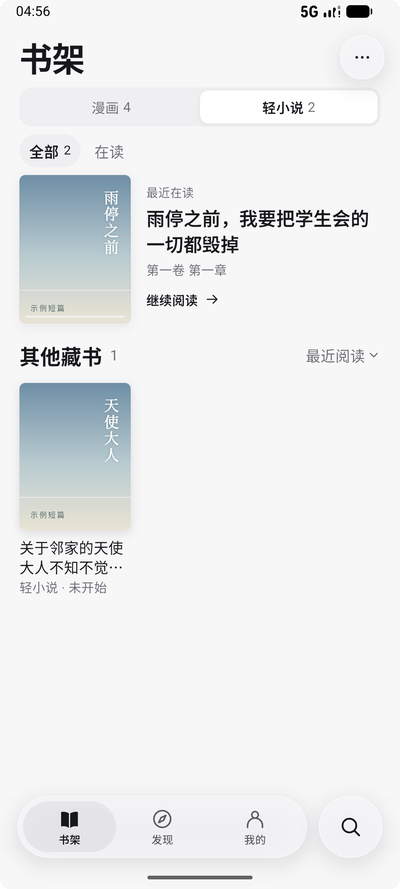 04:56
5G
书架
漫画 4
轻小说 2
全部 2
在读
雨停之前
示例短篇
最近在读
雨停之前，我要把学生会的
一切都毁掉
第一卷 第一章
继续阅读
其他藏书 1
最近阅读
天使大人
示例短篇
关于邻家的天使
大人不知不觉…
轻小说 · 未开始
书架
发现
我的